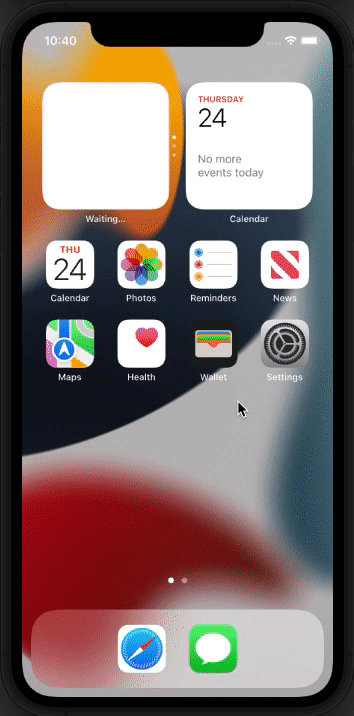 10:40
THURSDAY
24
No more
events today
Waiting...
Calendar
THU
24
Calendar
Photos
Reminders
News
Maps
Health
Wallet
Settings